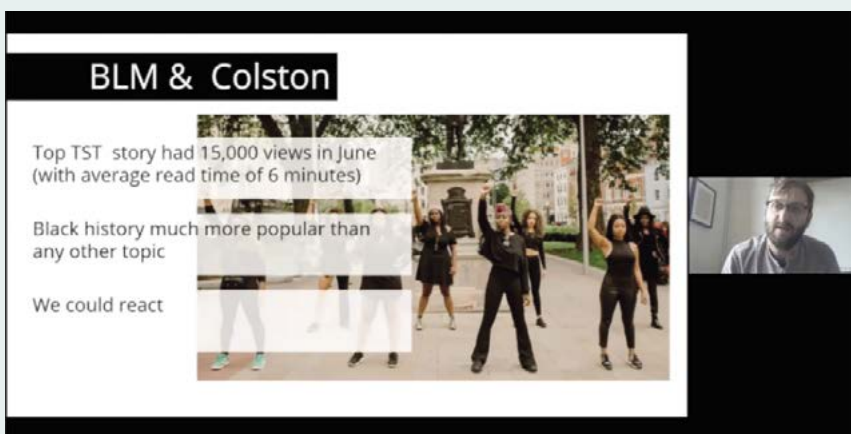 BLM & Colston
Top TST story had 15,000 views in June
(with average read time of 6 minutes)
Black history much more popular than
any other topic
We could react